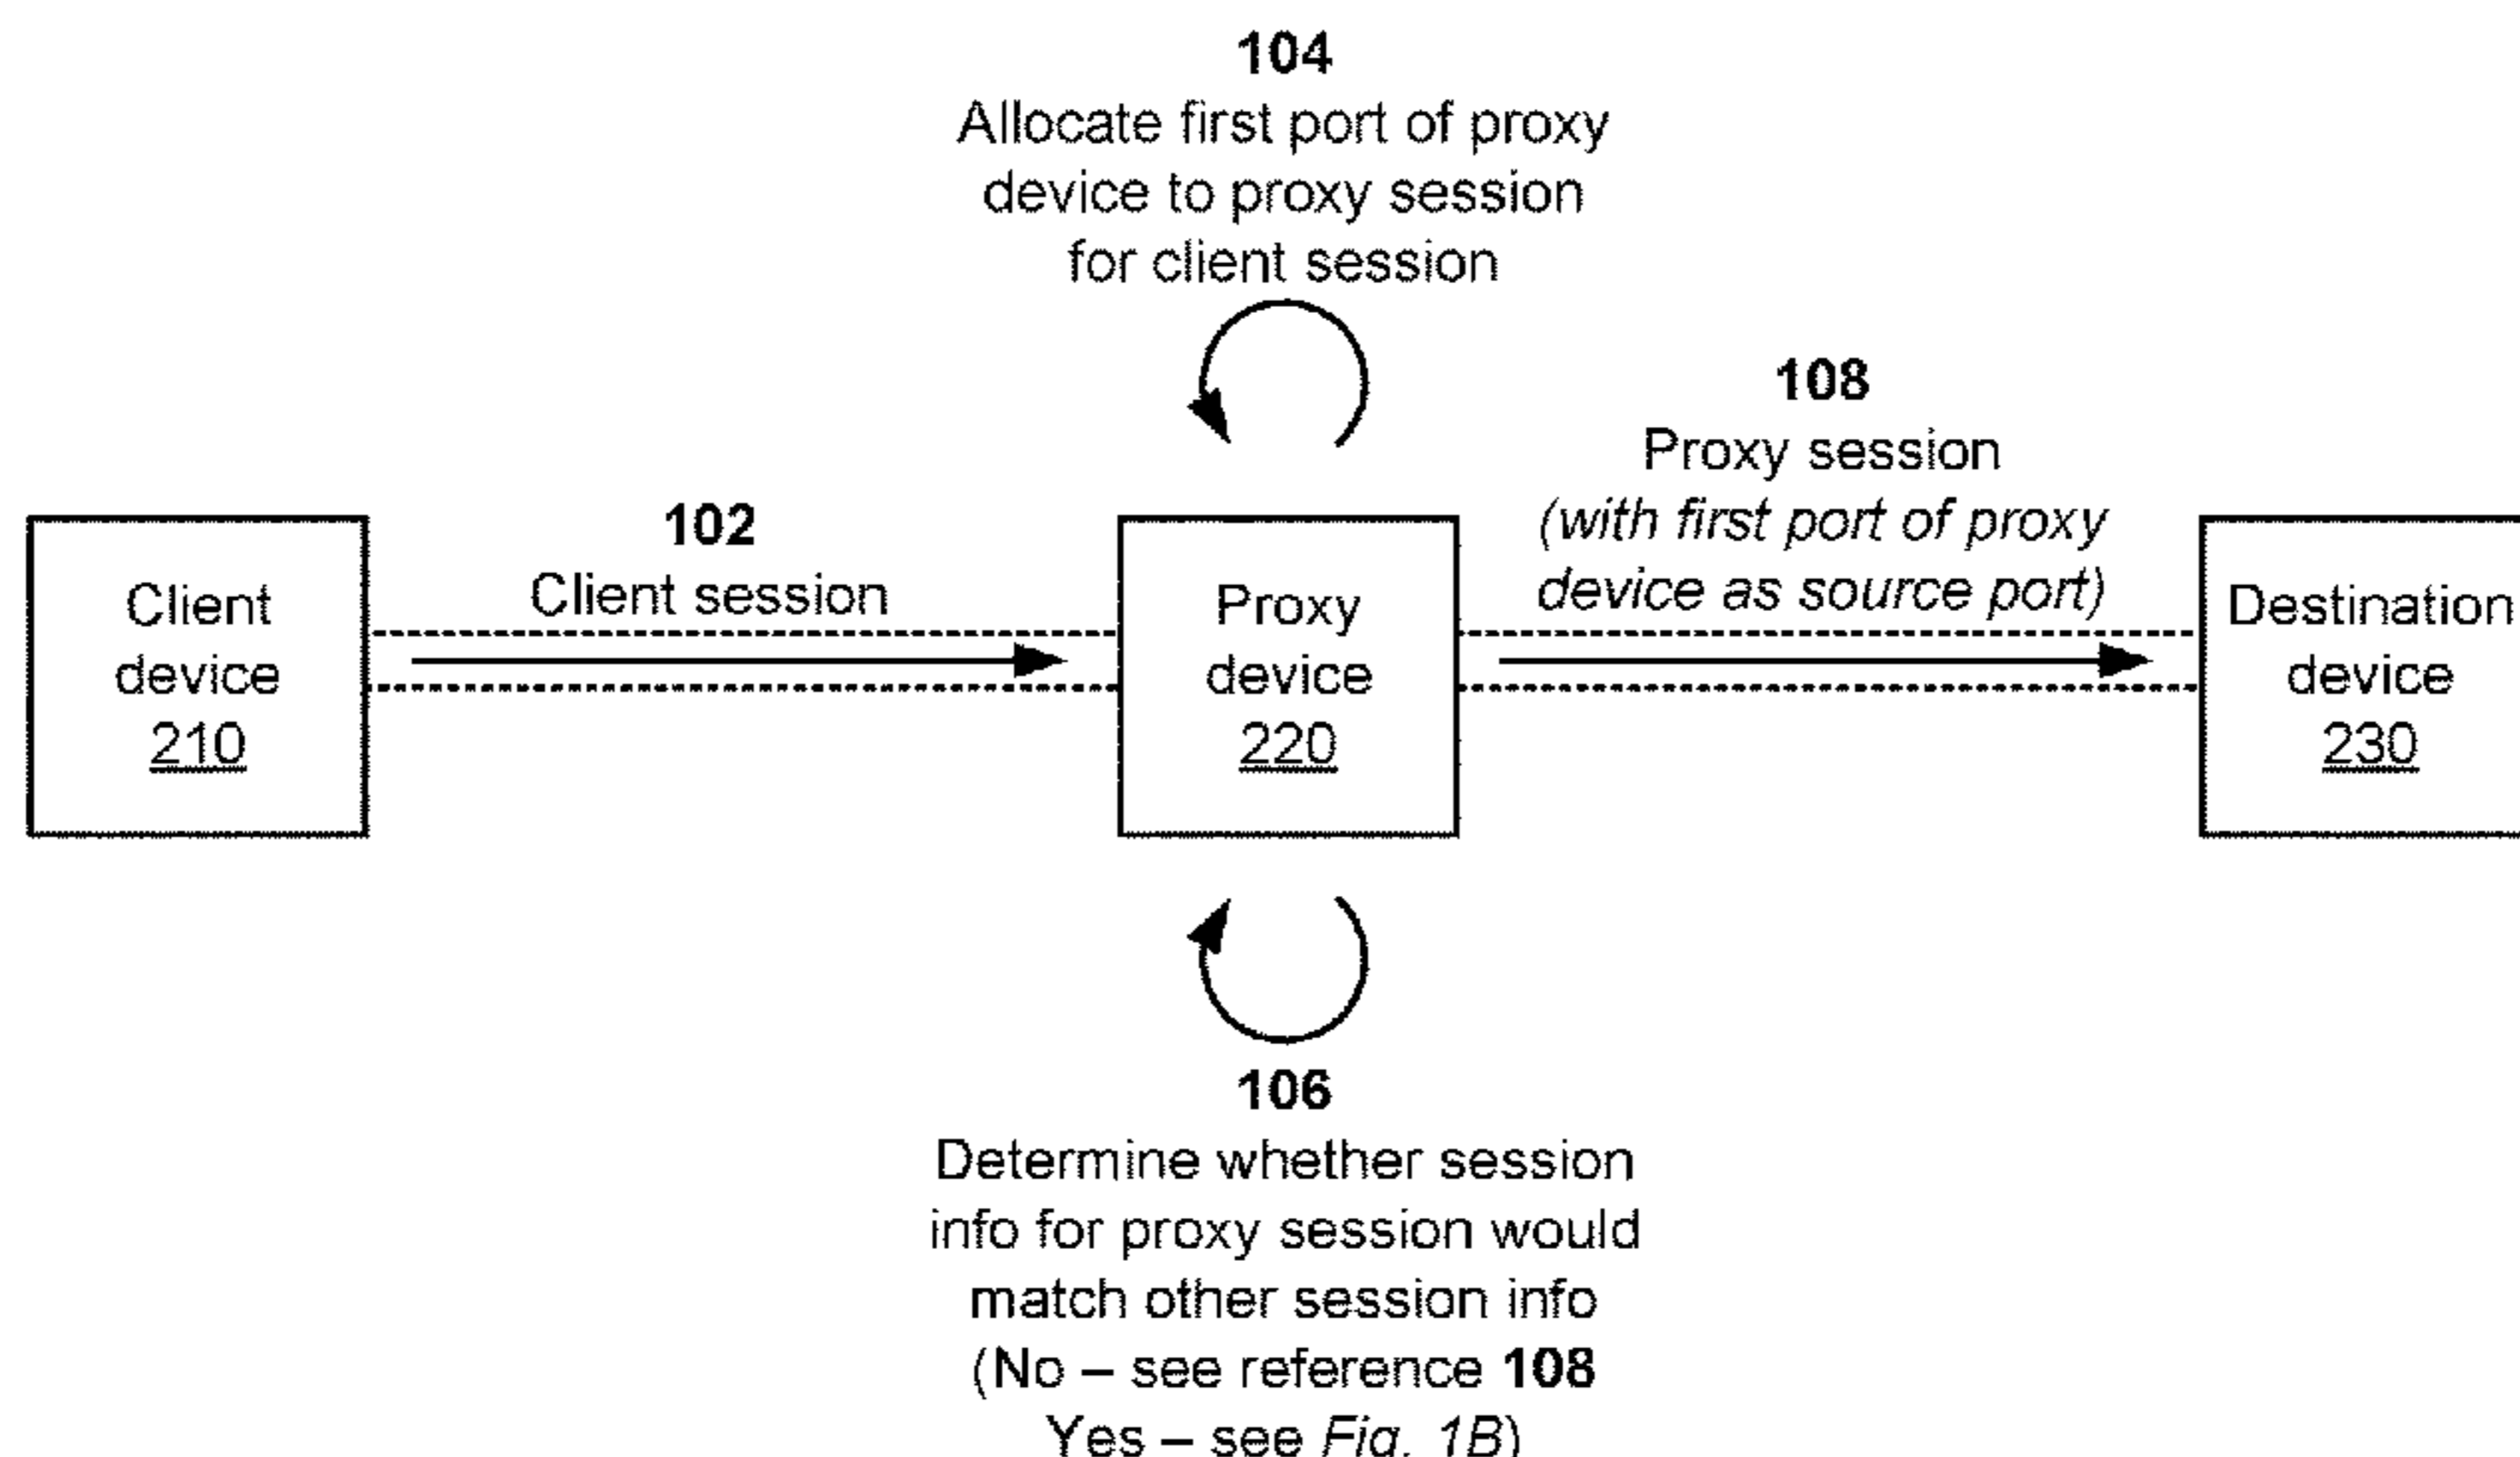 104
Allocate first port of proxy
device to proxy session
for client session
108
Proxy session
(with first port of proxy
device as source port)
102
Client session
Client
device
210
Proxy
device
220
Destination
device
230
106
Determine whether session
info for proxy session would
match other session info
(No – see reference 108
Yes – see Fig. 1B)